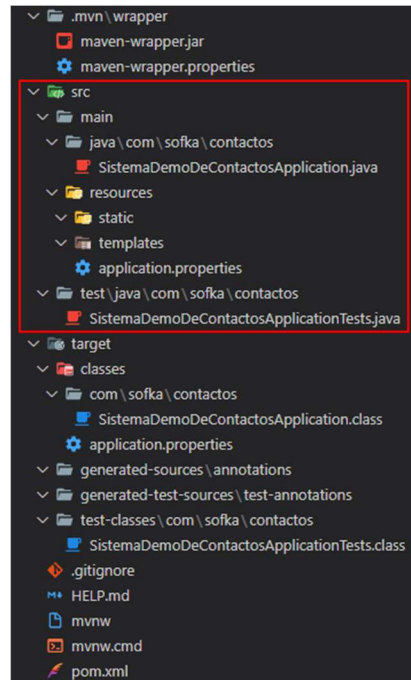 .mvn\wrapper
maven-wrapper.jar
maven-wrapper.properties
src
main
java\com\sofka\contactos
SistemaDemoDeContactosApplication.java
resources
static
templates
application.properties
test\java\com\sofka\contactos
SistemaDemoDeContactosApplicationTests.java
target
classes
com\sofka\contactos
SistemaDemoDeContactosApplication.class
application.properties
generated-sources\annotations
generated-test-sources\test-annotations
test-classes\com\sofka\contactos
SistemaDemoDeContactosApplicationTests.class
.gitignore
HELP.md
mvnw
mvnw.cmd
pom.xml